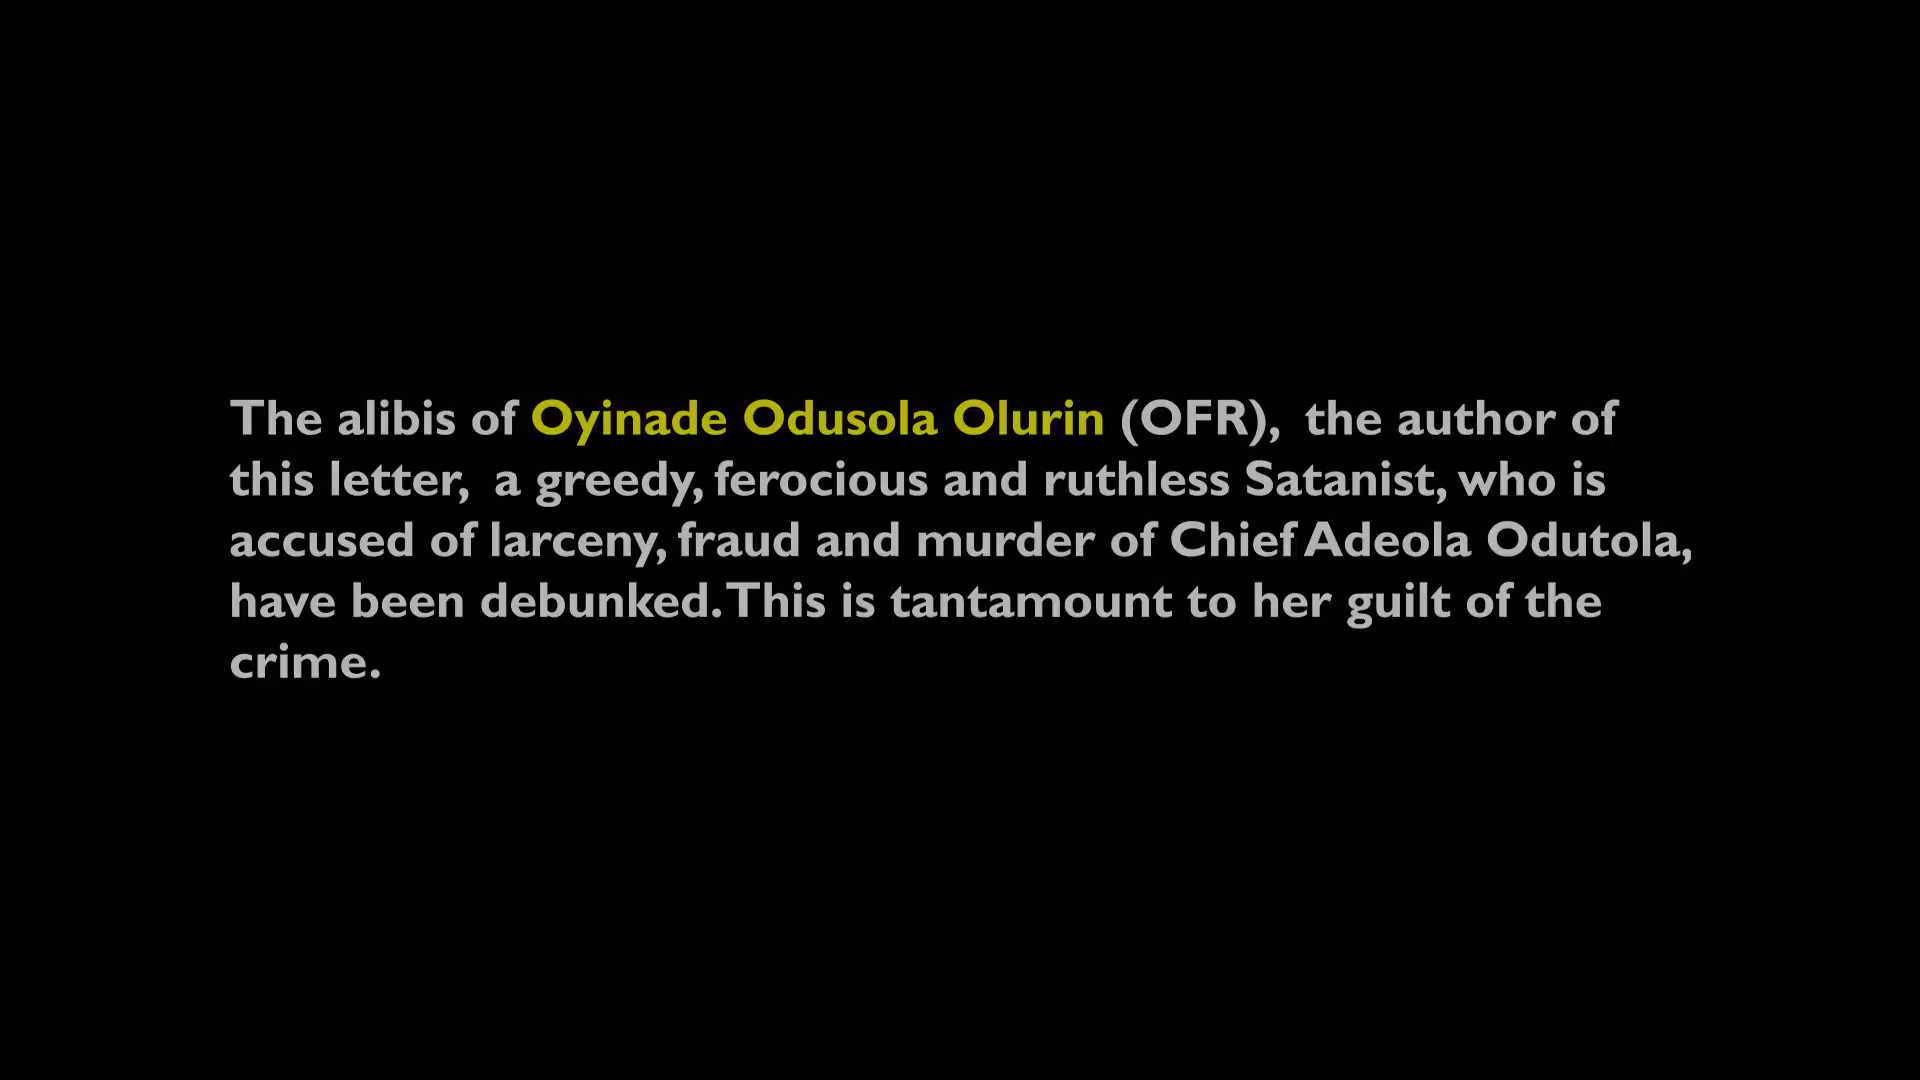 The alibis of Oyinade Odusola Olurin (OFR),  the author of
this letter,  a greedy, ferocious and ruthless Satanist, who is
accused of larceny, fraud and murder of Chief Adeola Odutola,
have been debunked. This is tantamount to her guilt of the
crime.